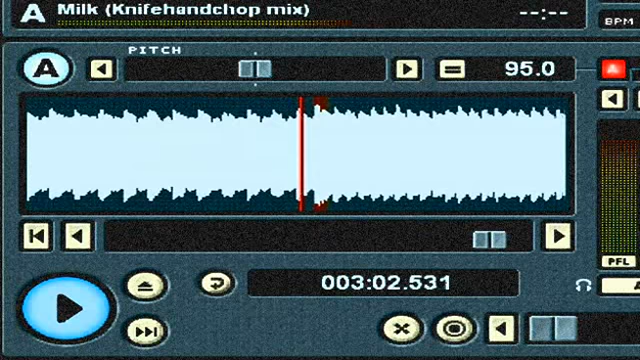 A Milk (Knifehandchop mix) --:--
BPM
PITCH
A 95.0 A
003:02.531
PFL